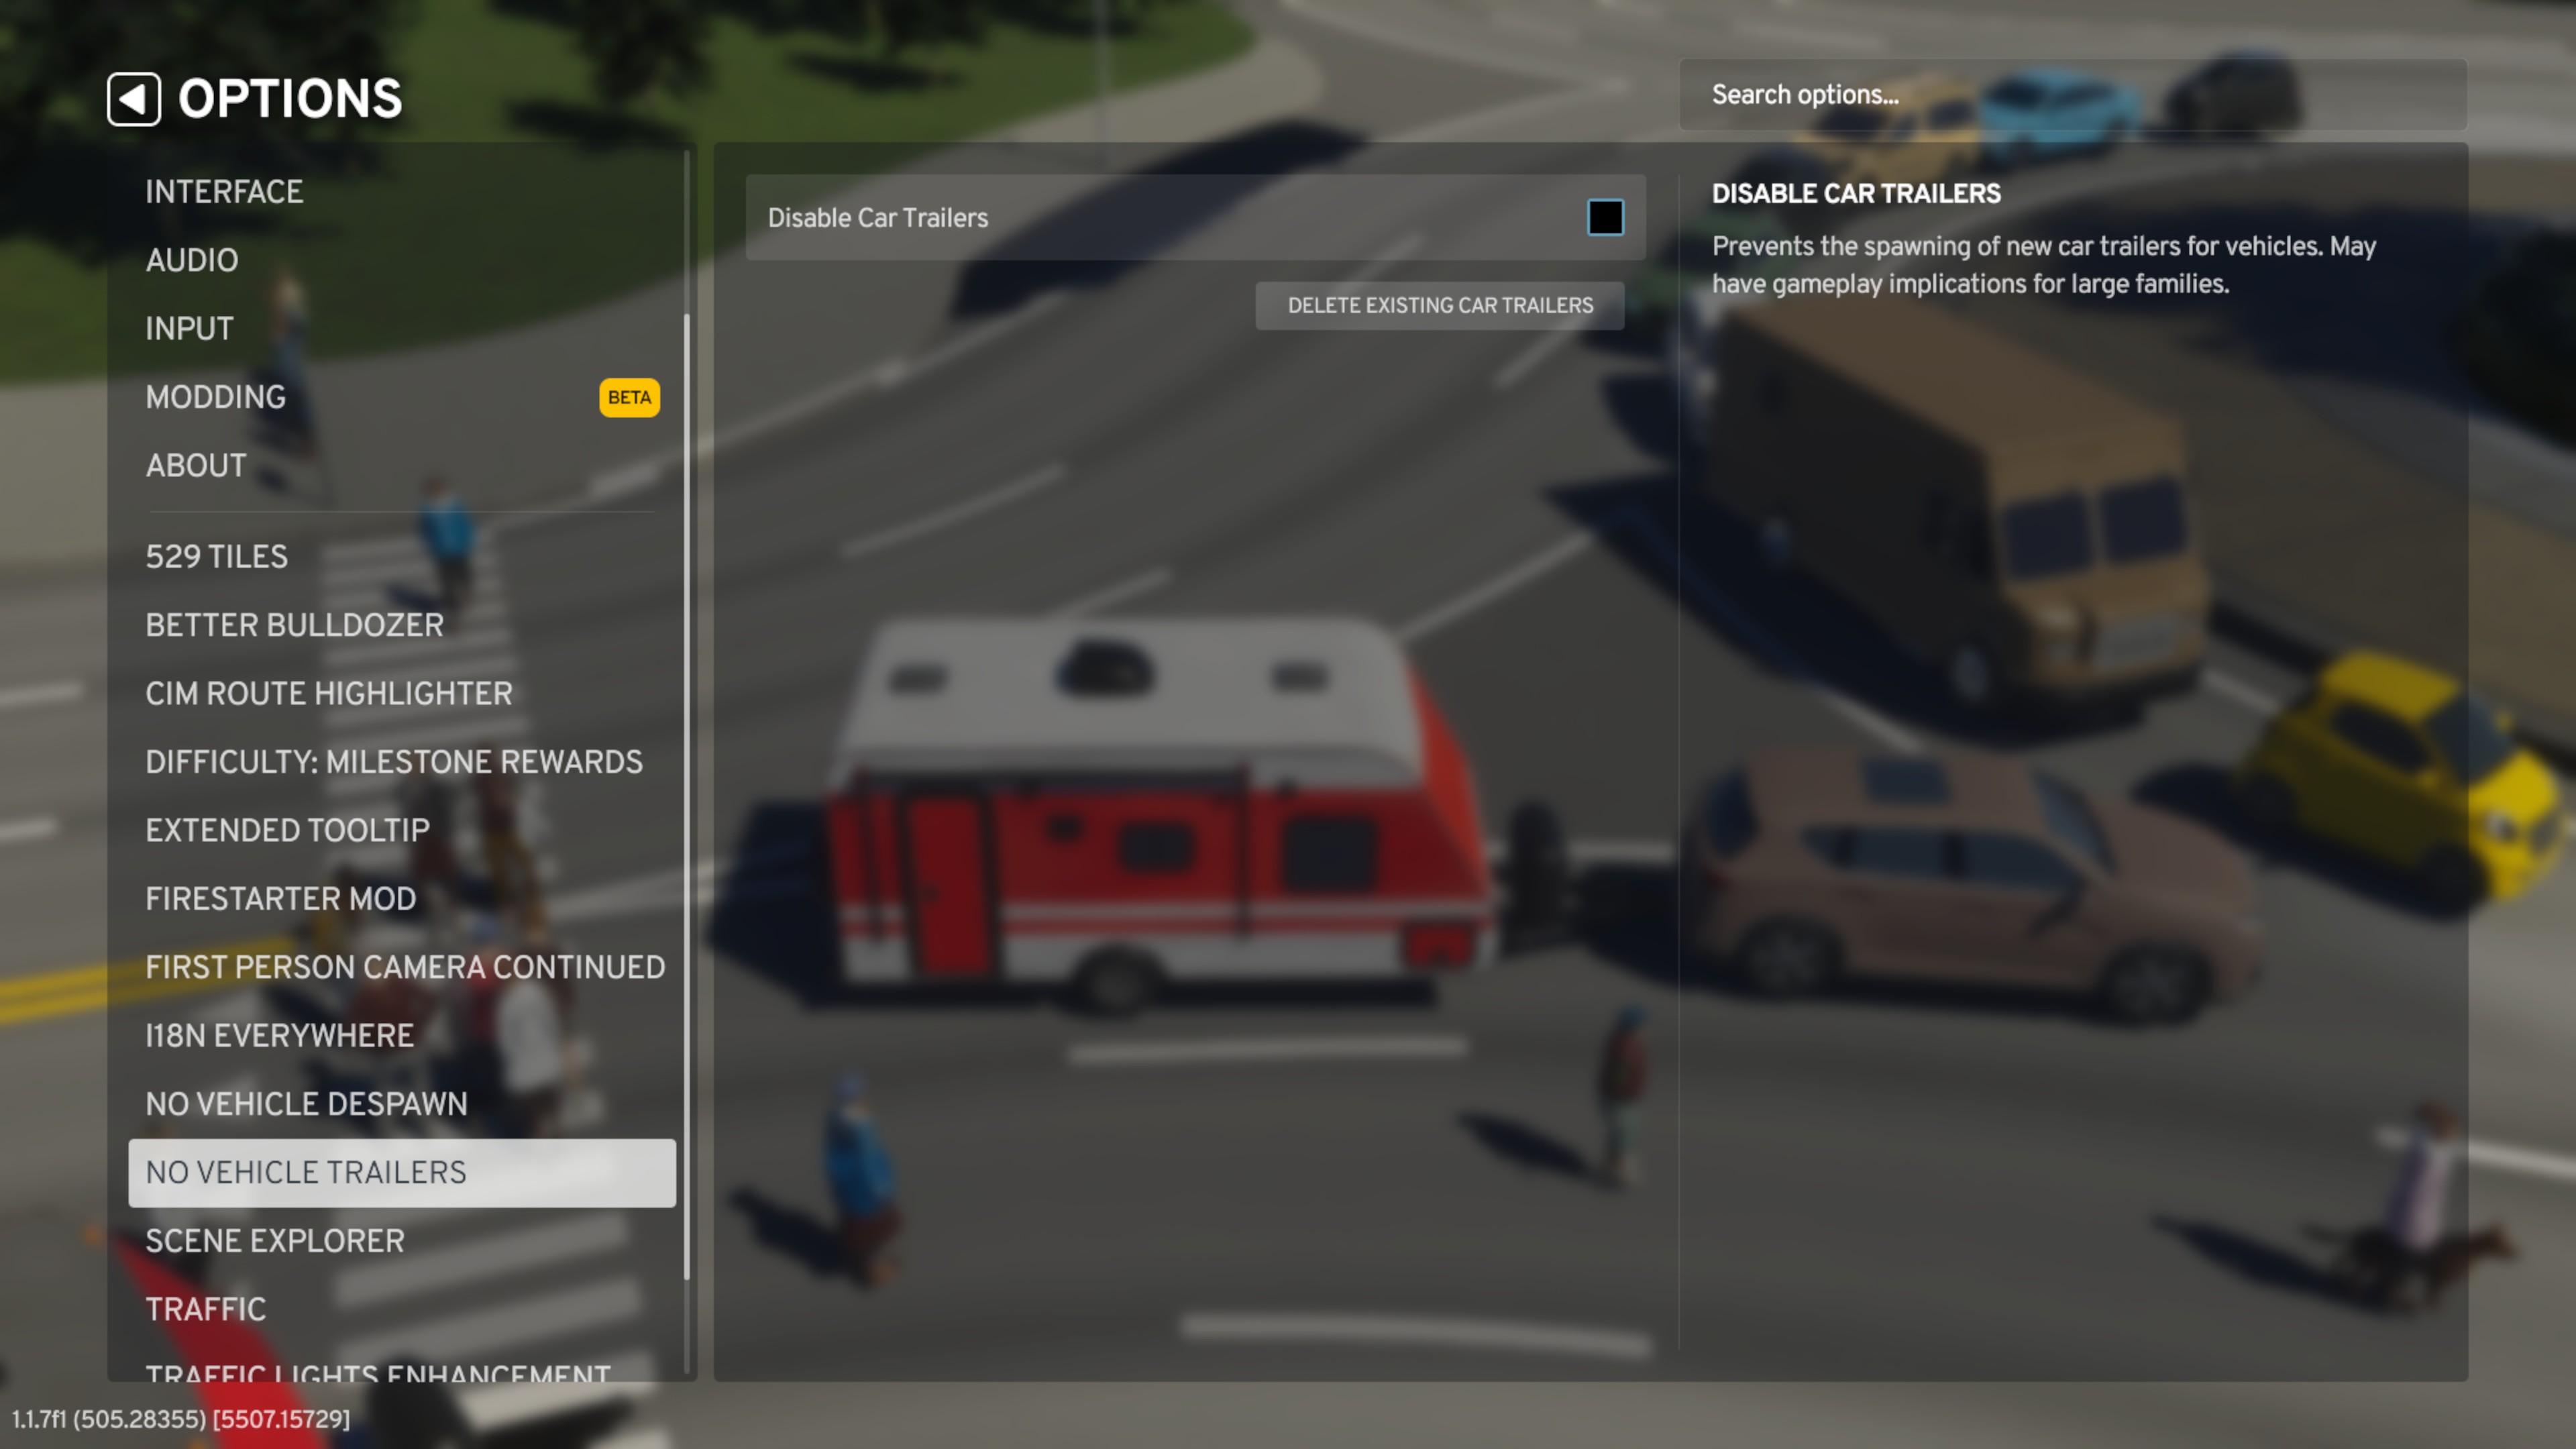 OPTIONS
Search options...
INTERFACE
AUDIO
INPUT
MODDING
BETA
ABOUT
529 TILES
BETTER BULLDOZER
CIM ROUTE HIGHLIGHTER
DIFFICULTY: MILESTONE REWARDS
EXTENDED TOOLTIP
FIRESTARTER MOD
FIRST PERSON CAMERA CONTINUED
I18N EVERYWHERE
NO VEHICLE DESPAWN
NO VEHICLE TRAILERS
SCENE EXPLORER
TRAFFIC
TRAFFIC LIGHTS ENHANCEMENT
Disable Car Trailers
DELETE EXISTING CAR TRAILERS
DISABLE CAR TRAILERS
Prevents the spawning of new car trailers for vehicles. May
have gameplay implications for large families.
1.1.7f1 (505.28355) [5507.15729]